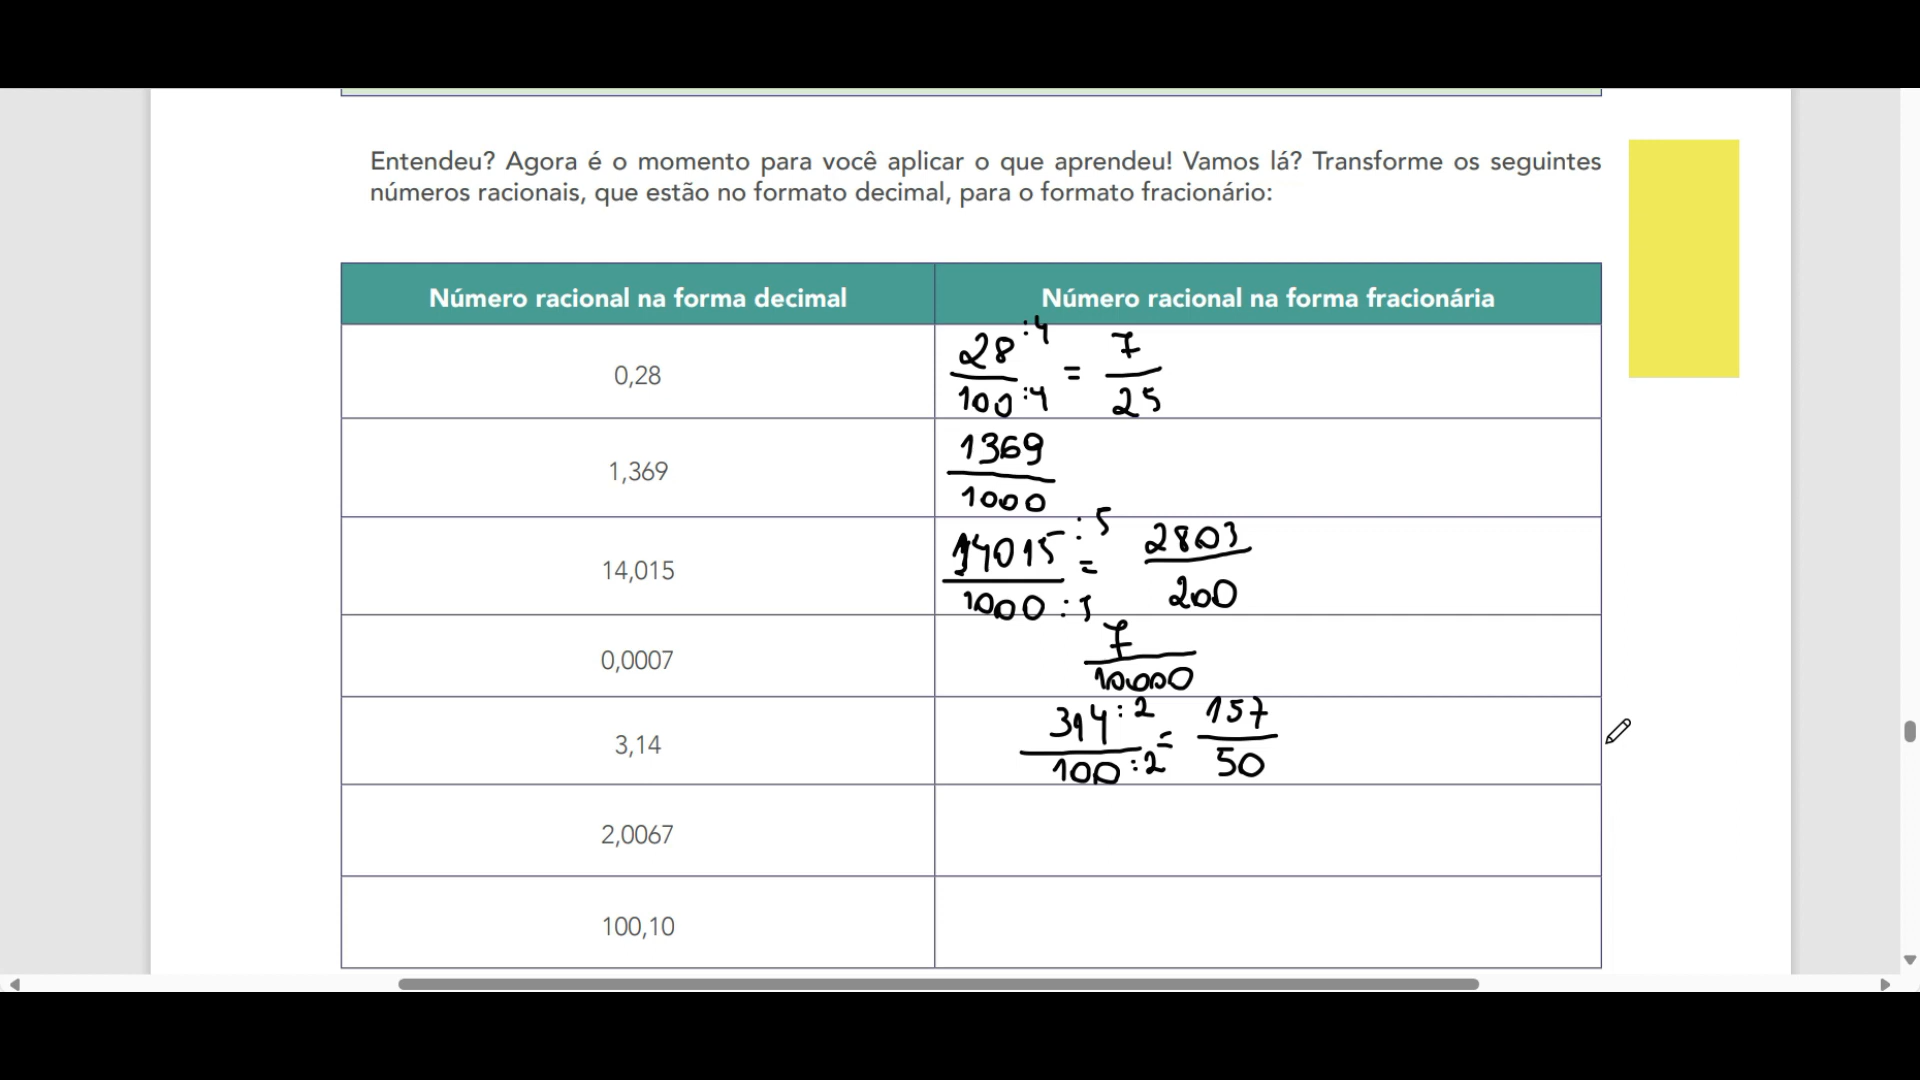 Entendeu? Agora é o momento para você aplicar o que aprendeu! Vamos lá? Transforme os seguintes
números racionais, que estão no formato decimal, para o formato fracionário:
Número racional na forma decimal
Número racional na forma fracionária
0,28
28 :4 / 100 :4 = 7 / 25
1,369
1369 / 1000
14,015
14015 :5 / 1000 :5 = 2803 / 200
0,0007
7 / 10000
3,14
314 :2 / 100 :2 = 157 / 50
2,0067
100,10